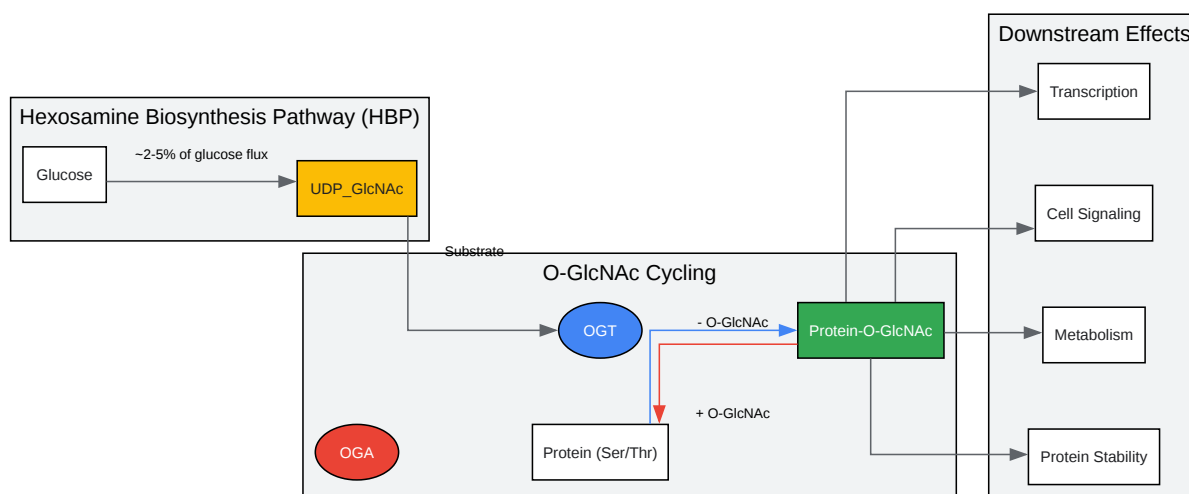 Downstream Effects
Transcription
Hexosamine Biosynthesis Pathway (HBP)
~2-5% of glucose flux
Glucose
UDP_GlcNAc
Cell Signaling
Substrate
O-GlcNAc Cycling
OGT
- O-GlcNAc
Protein-O-GlcNAc
Metabolism
+ O-GlcNAc
OGA
Protein (Ser/Thr)
Protein Stability